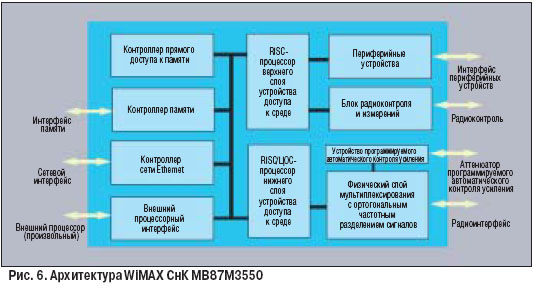 Контроллер прямого
доступа к памяти
Контроллер памяти
Контроллер
сети Ethernet
Внешний
процессорный
интерфейс
RISC-
процессор
верхнего
слоя
устройства
доступа
к среде
RISC/ЦОС-
процессор
нижнего
слоя
устройства
доступа
к среде
Периферийные
устройства
Блок радиоконтроля
и измерений
Устройство программируемого
автоматического контроля усиления
Физический слой
мультиплексирования
с ортогональным
частотным
разделением сигналов
Интерфейс
памяти
Сетевой
интерфейс
Внешний процессор
(произвольный)
Интерфейс
периферийных
устройств
Радиоконтроль
Аттенюатор
программируемого
автоматического
контроля усиления
Радиоинтерфейс
Рис. 6. Архитектура WiMAX СнК MB87M3550